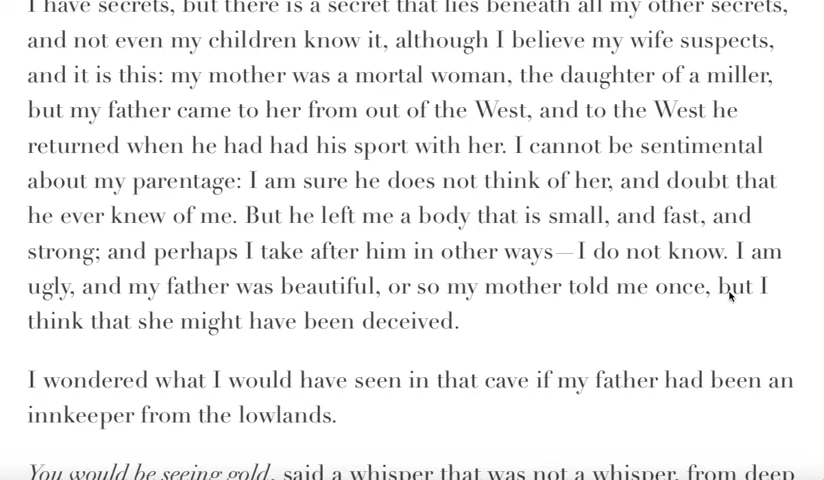 I have secrets, but there is a secret that lies beneath all my other secrets,
and not even my children know it, although I believe my wife suspects,
and it is this: my mother was a mortal woman, the daughter of a miller,
but my father came to her from out of the West, and to the West he
returned when he had had his sport with her. I cannot be sentimental
about my parentage: I am sure he does not think of her, and doubt that
he ever knew of me. But he left me a body that is small, and fast, and
strong; and perhaps I take after him in other ways—I do not know. I am
ugly, and my father was beautiful, or so my mother told me once, but I
think that she might have been deceived.
I wondered what I would have seen in that cave if my father had been an
innkeeper from the lowlands.
You would be seeing gold, said a whisper that was not a whisper, from deep